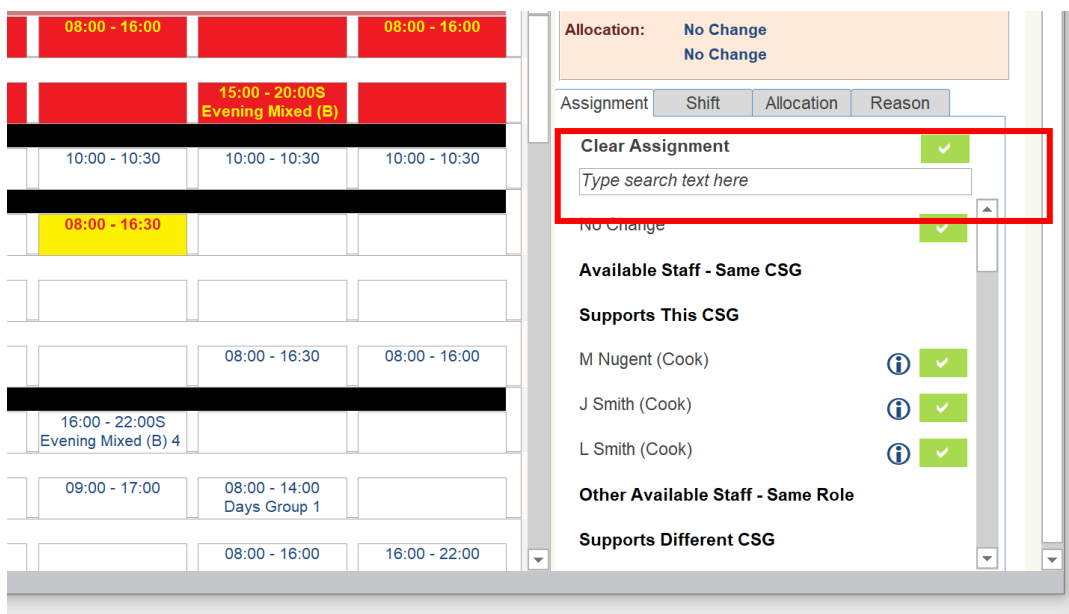 08:00 - 16:00 08:00 - 16:00
15:00 - 20:00S
Evening Mixed (B)
10:00 - 10:30 10:00 - 10:30 10:00 - 10:30
08:00 - 16:30
08:00 - 16:30 08:00 - 16:00
16:00 - 22:00S
Evening Mixed (B) 4
09:00 - 17:00 08:00 - 14:00
Days Group 1
08:00 - 16:00 16:00 - 22:00
Allocation: No Change
No Change
Assignment Shift Allocation Reason
Clear Assignment
Type search text here
No Change
Available Staff - Same CSG
Supports This CSG
M Nugent (Cook)
J Smith (Cook)
L Smith (Cook)
Other Available Staff - Same Role
Supports Different CSG